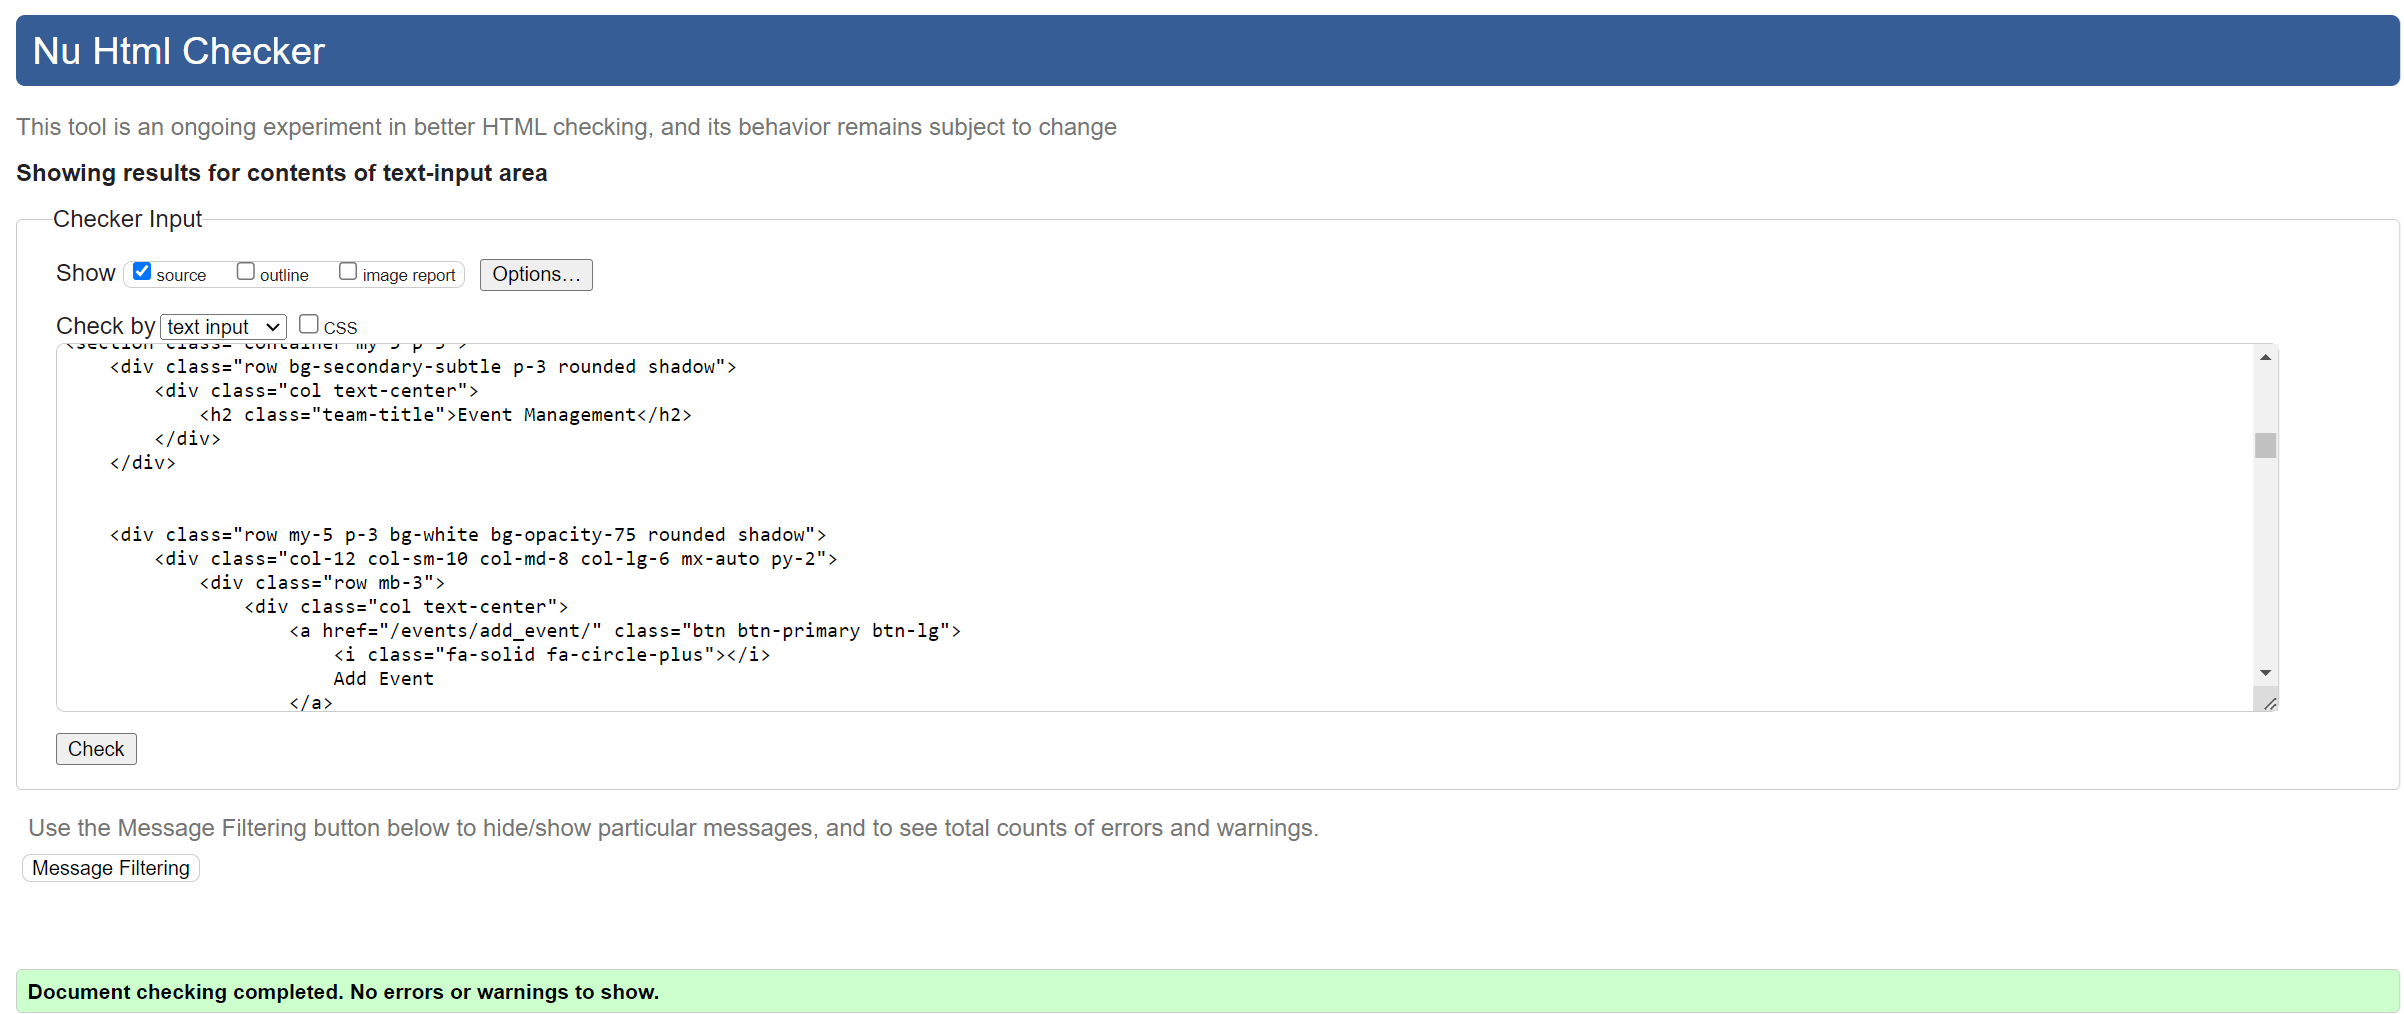 Nu Html Checker
This tool is an ongoing experiment in better HTML checking, and its behavior remains subject to change
Showing results for contents of text-input area
Checker Input
Show source outline image report Options...
Check by text input CSS
<section class="container my-5 p-3">
<div class="row bg-secondary-subtle p-3 rounded shadow">
<div class="col text-center">
<h2 class="team-title">Event Management</h2>
</div>
</div>
<div class="row my-5 p-3 bg-white bg-opacity-75 rounded shadow">
<div class="col-12 col-sm-10 col-md-8 col-lg-6 mx-auto py-2">
<div class="row mb-3">
<div class="col text-center">
<a href="/events/add_event/" class="btn btn-primary btn-lg">
<i class="fa-solid fa-circle-plus"></i>
Add Event
</a>
Check
Use the Message Filtering button below to hide/show particular messages, and to see total counts of errors and warnings.
Message Filtering
Document checking completed. No errors or warnings to show.